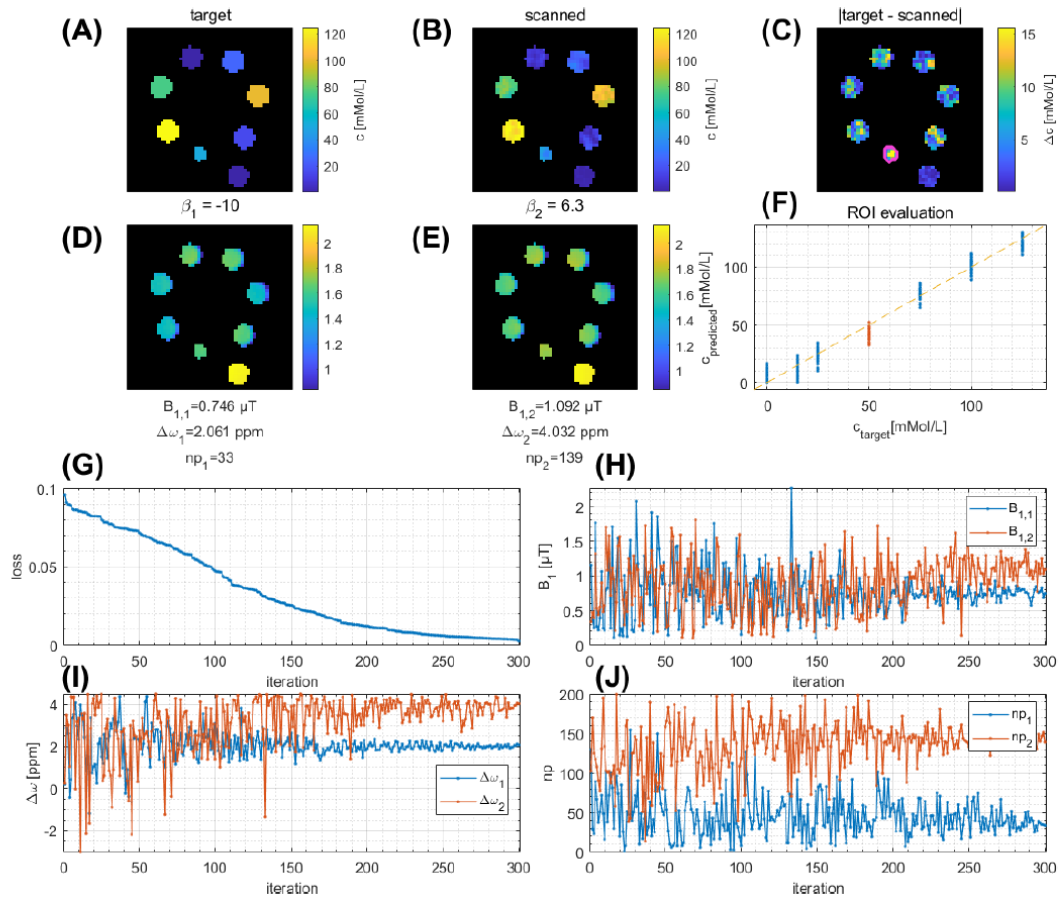 (A) target
120
100
80
60
40
20
c [mMol/L]
β1 = -10
(B) scanned
120
100
80
60
40
20
c [mMol/L]
β2 = 6.3
(C) |target - scanned|
15
10
5
Δc [mMol/L]
(D)
2
1.8
1.6
1.4
1.2
1
B1,1=0.746 µT
Δω1=2.061 ppm
np1=33
(E)
2
1.8
1.6
1.4
1.2
1
B1,2=1.092 µT
Δω2=4.032 ppm
np2=139
(F) ROI evaluation
cpredicted[mMol/L]
100
50
0
0 50 100
ctarget[mMol/L]
(G)
loss
0.1
0.05
0
0 50 100 150 200 250 300
iteration
(H)
B1 [µT]
2
1.5
1
0.5
0
B1,1
B1,2
0 50 100 150 200 250 300
iteration
(I)
Δω [ppm]
4
2
0
-2
Δω1
Δω2
0 50 100 150 200 250 300
iteration
(J)
np
200
150
100
50
0
np1
np2
0 50 100 150 200 250 300
iteration